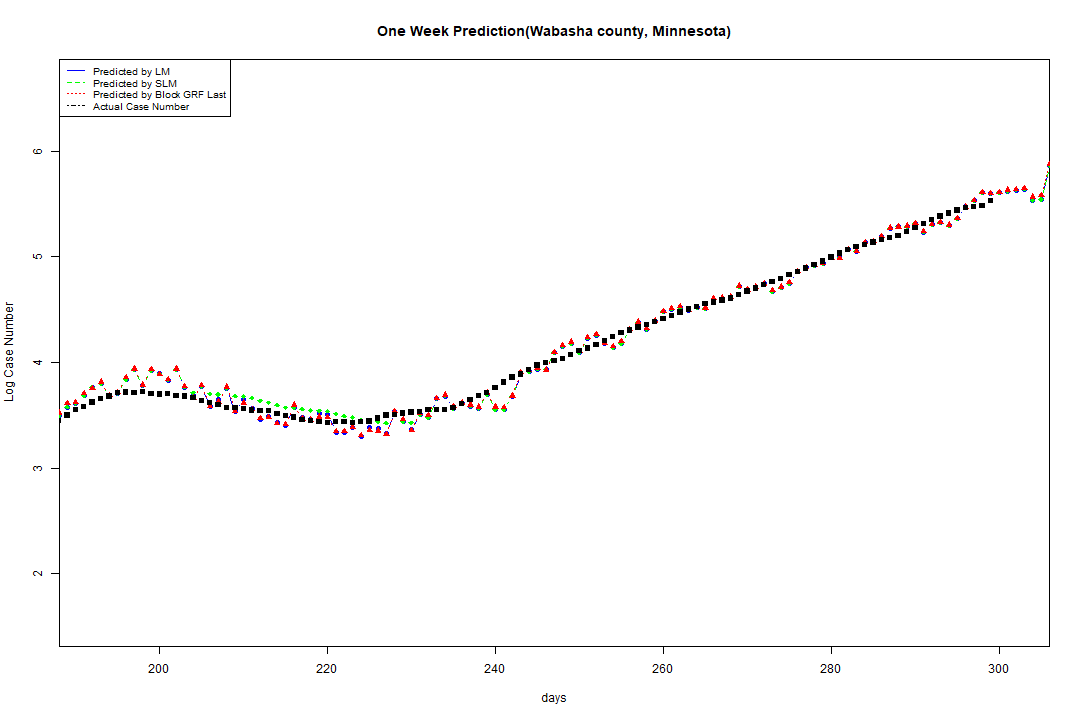 One Week Prediction(Wabasha county, Minnesota)
Predicted by LM
Predicted by SLM
Predicted by Block GRF Last
Actual Case Number
6
5
4
3
2
Log Case Number
200 220 240 260 280 300
days